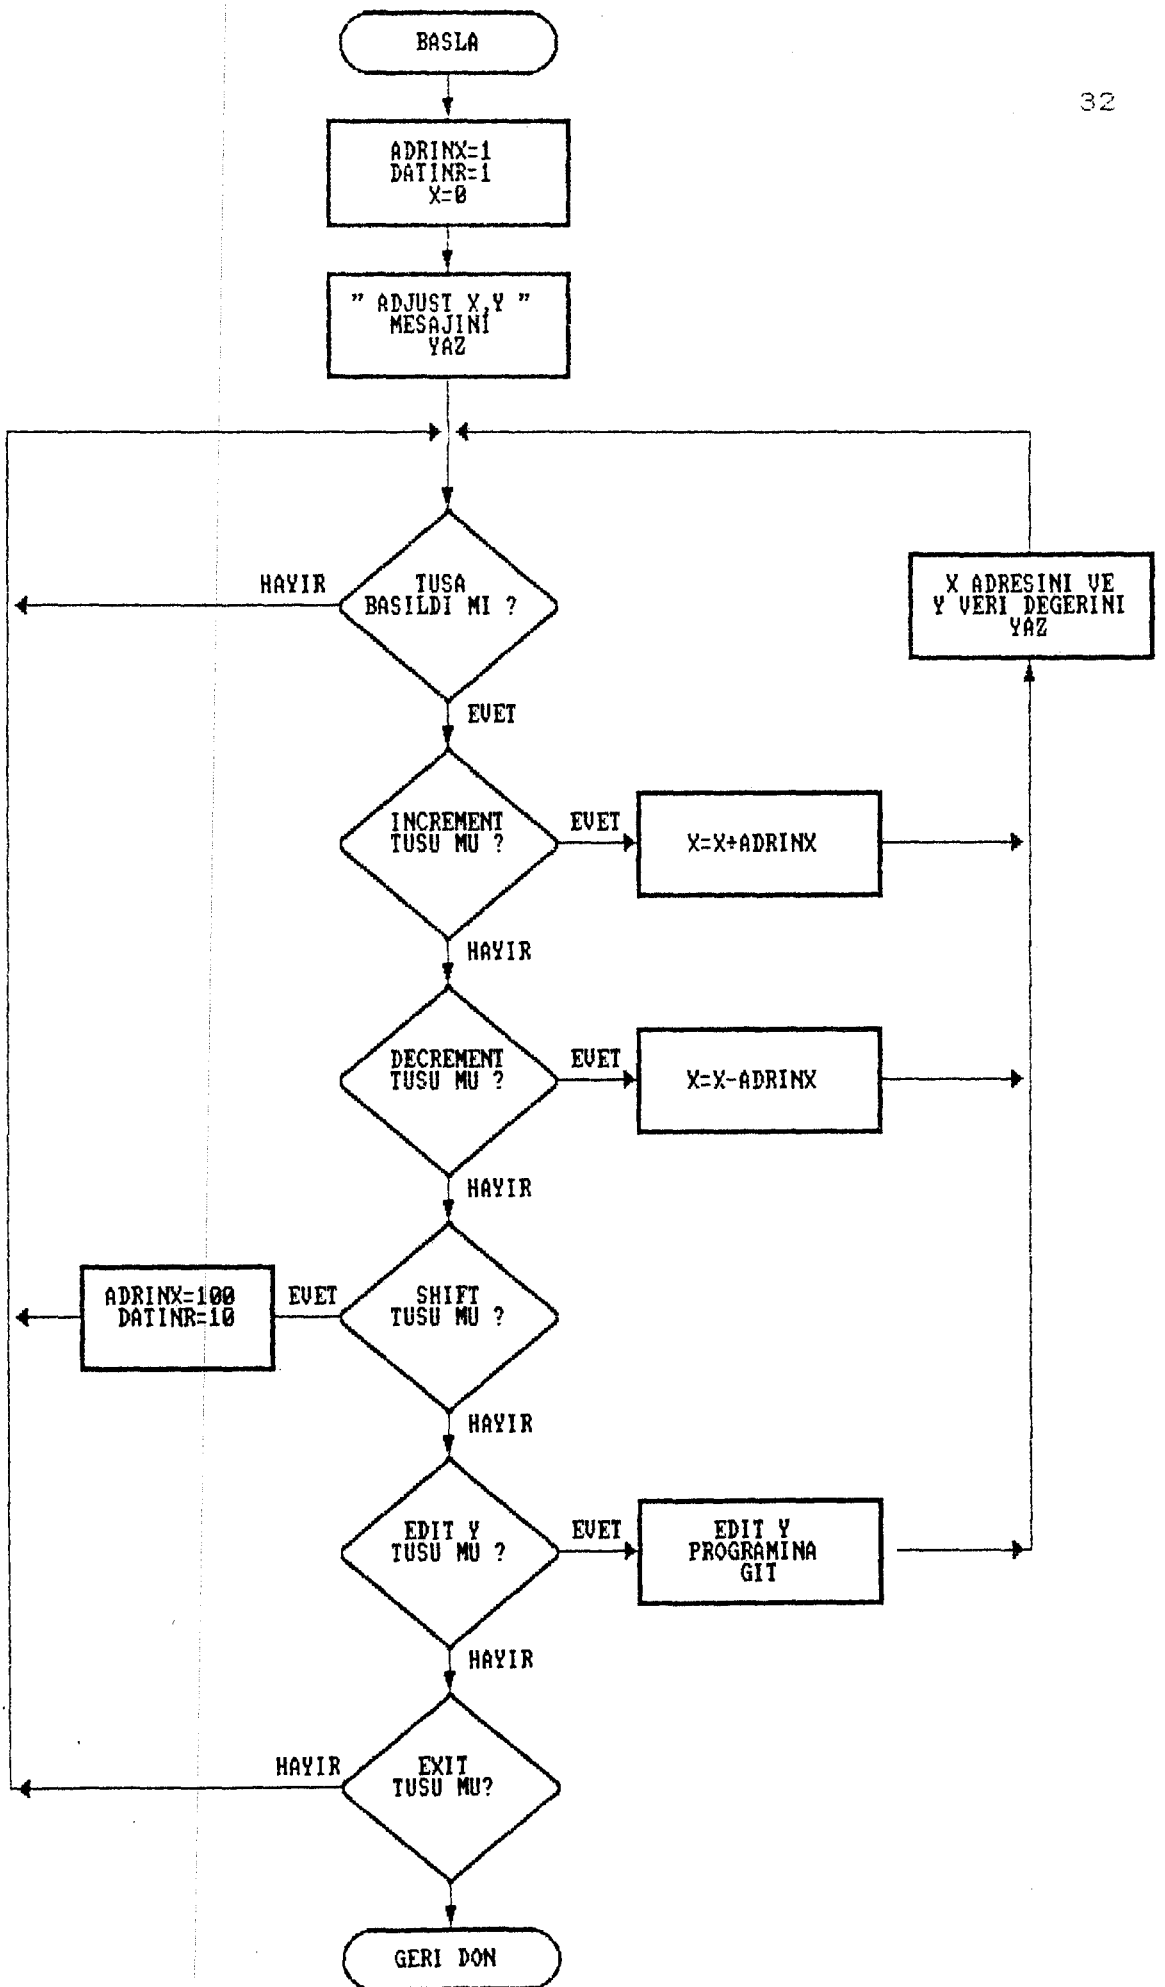 BASLA
32
ADRINX=1
DATINR=1
X=0
" ADJUST X,Y "
MESAJINI
YAZ
HAYIR
TUSA
BASILDI MI ?
X ADRESINI VE
Y VERI DEGERINI
YAZ
EVET
INCREMENT
TUSU MU ?
EVET
X=X+ADRINX
HAYIR
DECREMENT
TUSU MU ?
EVET
X=X-ADRINX
HAYIR
ADRINX=100
DATINR=10
EVET
SHIFT
TUSU MU ?
HAYIR
EDIT Y
TUSU MU ?
EVET
EDIT Y
PROGRAMINA
GIT
HAYIR
HAYIR
EXIT
TUSU MU?
GERI DON